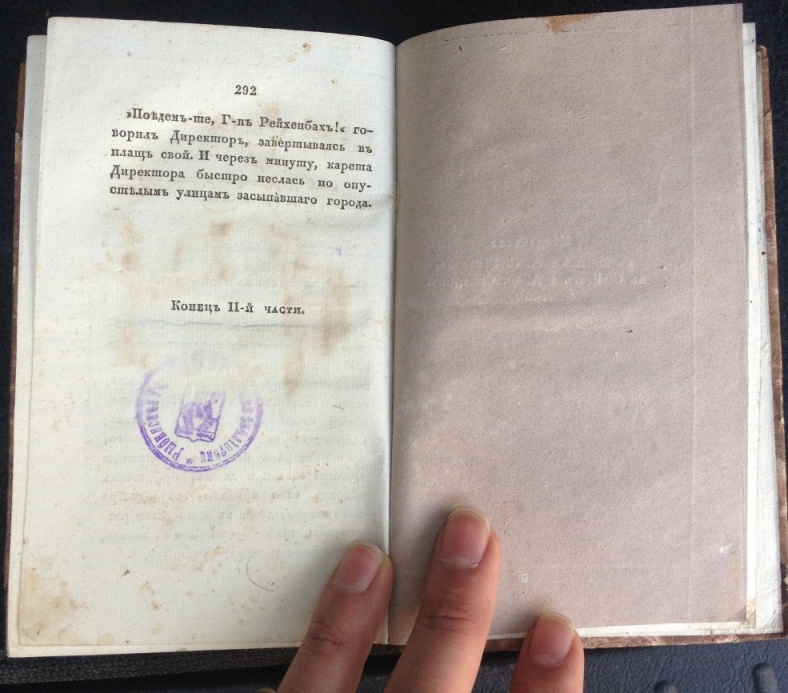 292
»Поѣдемъ-те, Г-нъ Рейхенбахъ!« го-
ворилъ Директоръ, завертываясь въ
плащъ свой. И черезъ минуту, карета
Директора быстро неслась по опу-
стѣлымъ улицамъ засыпавшаго города.
Конецъ II-й части.